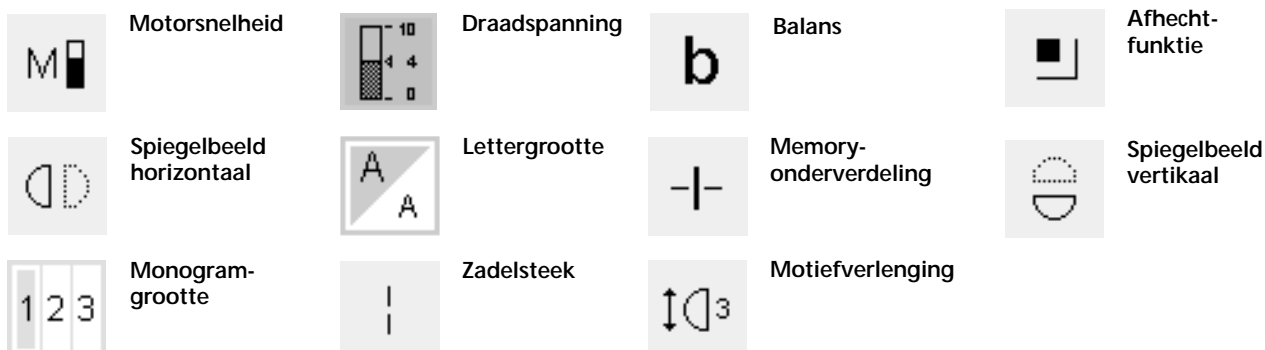 Motorsnelheid
M
Draadspanning
10
4
0
Balans
b
Afhecht-
funktie
Spiegelbeeld
horizontaal
Lettergrootte
A
A
Memory-
onderverdeling
Spiegelbeeld
vertikaal
Monogram-
grootte
1 2 3
Zadelsteek
Motiefverlenging
3